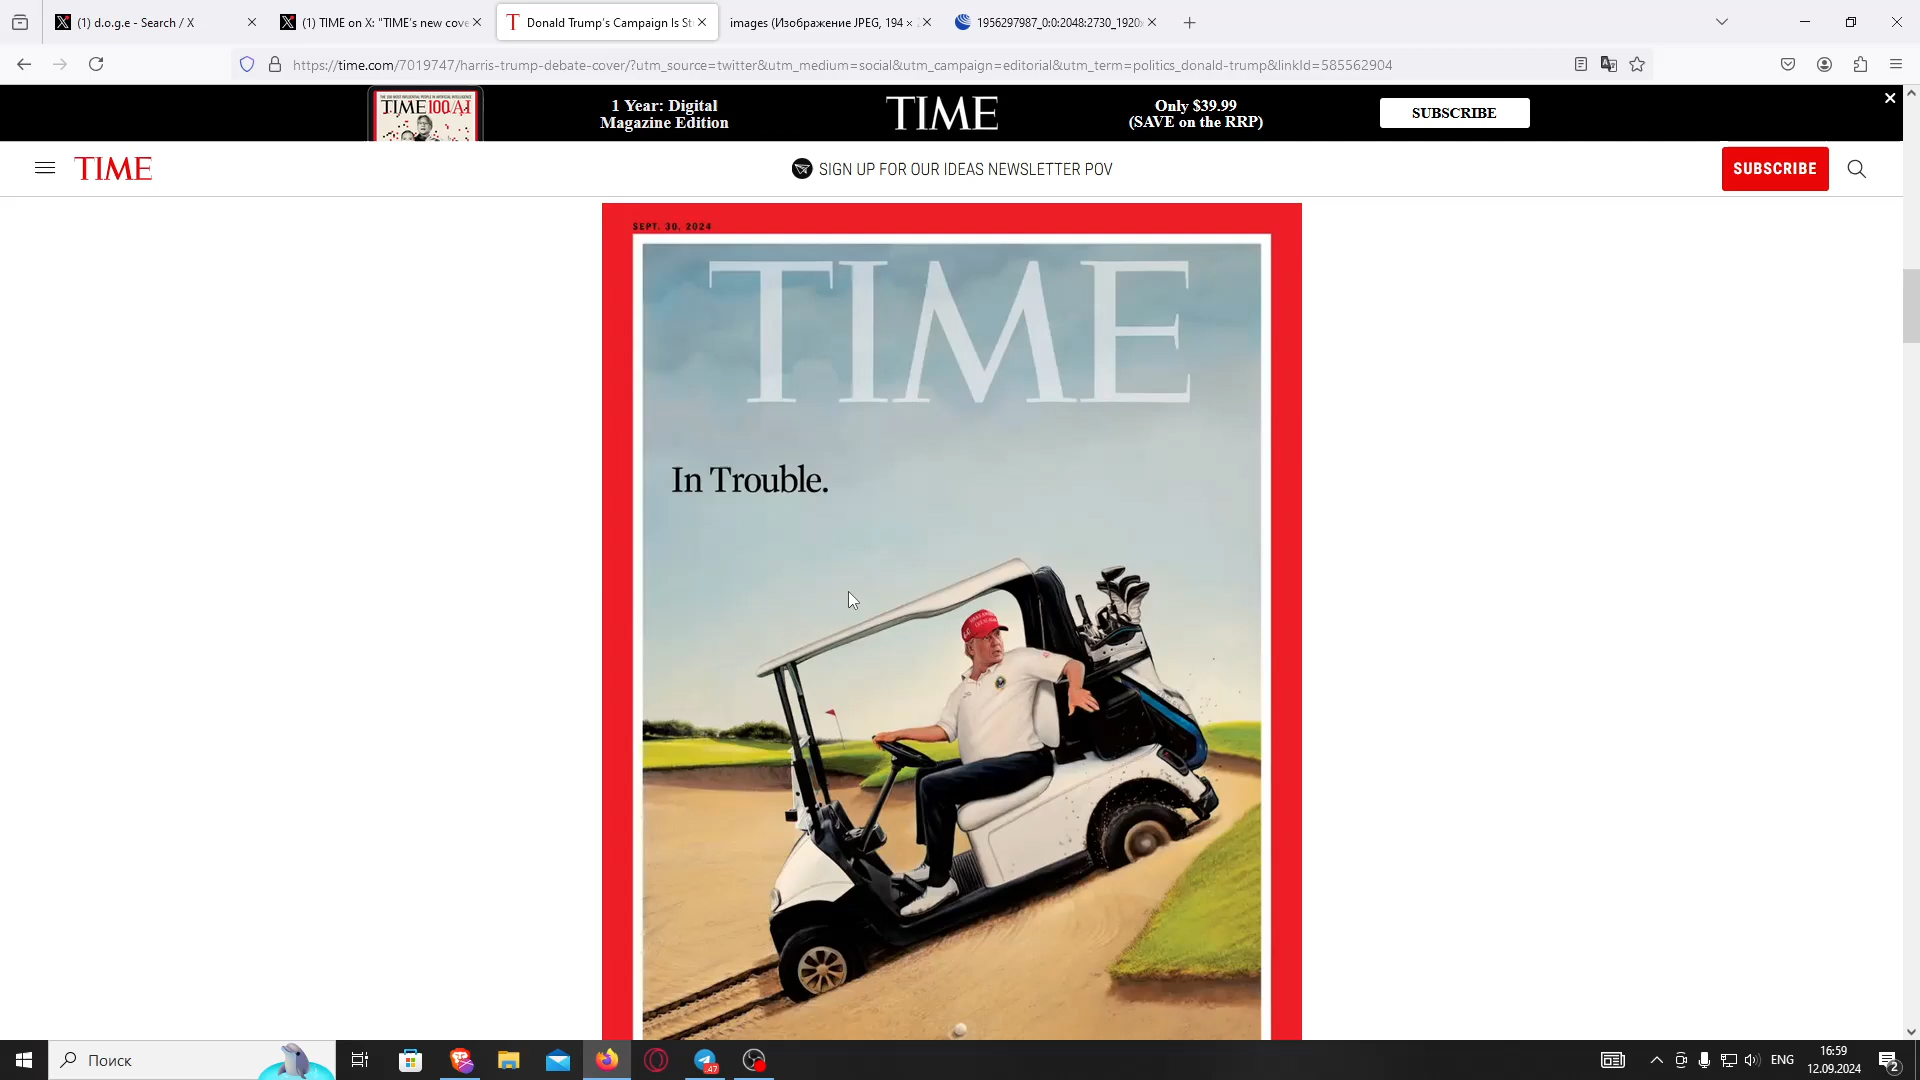 (1) d.o.g.e - Search / X
(1) TIME on X: "TIME's new cove
Donald Trump's Campaign Is St
images (Изображение JPEG, 194 ×
1956297987_0:0:2048:2730_1920x
https://time.com/7019747/harris-trump-debate-cover/?utm_source=twitter&utm_medium=social&utm_campaign=editorial&utm_term=politics_donald-trump&linkId=585562904
TIME100/AI
1 Year: Digital
Magazine Edition
TIME
Only $39.99
(SAVE on the RRP)
SUBSCRIBE
TIME
SIGN UP FOR OUR IDEAS NEWSLETTER POV
SUBSCRIBE
SEPT. 30, 2024
TIME
In Trouble.
Поиск
47
ENG
16:59
12.09.2024
2